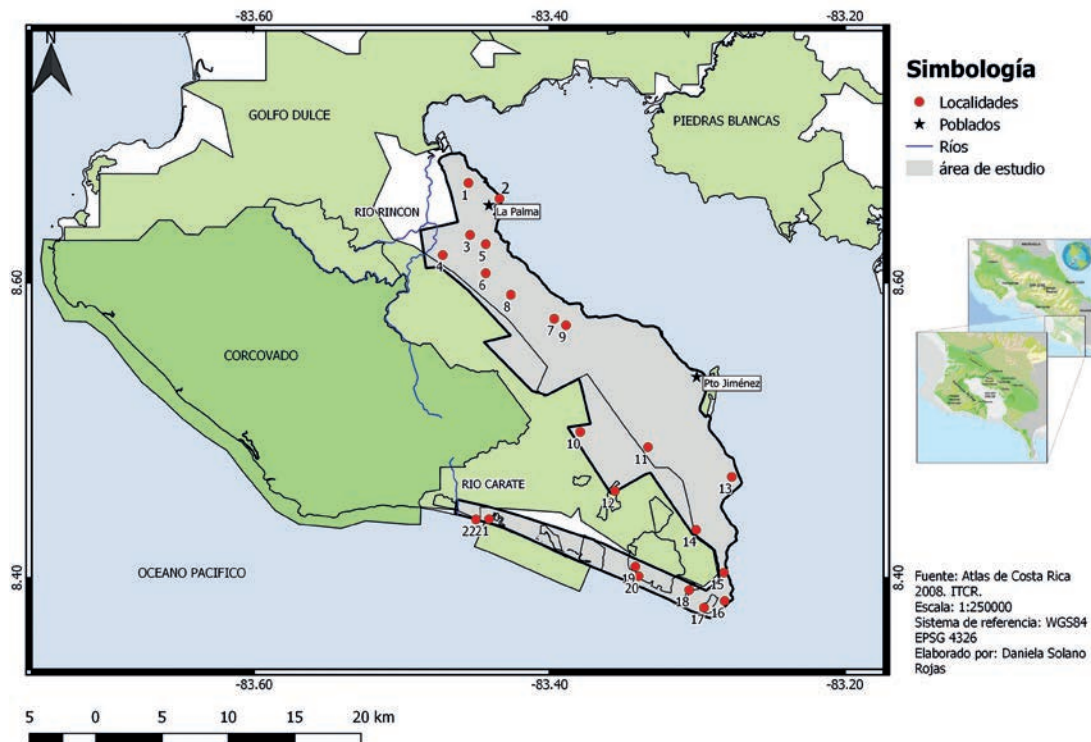 -83.60
-83.40
-83.20
N
GOLFO DULCE
PIEDRAS BLANCAS
RIO RINCON
La Palma
1
2
3
4
5
6
7
8
9
8.60
8.60
CORCOVADO
Pto Jiménez
10
11
12
13
14
RIO CARATE
2221
OCEANO PACIFICO
8.40
8.40
15
16
17
18
19
20
-83.60
-83.40
-83.20
5 0 5 10 15 20 km
Simbología
Localidades
Poblados
Ríos
área de estudio
Fuente: Atlas de Costa Rica
2008. ITCR.
Escala: 1:250000
Sistema de referencia: WGS84
EPSG 4326
Elaborado por: Daniela Solano
Rojas